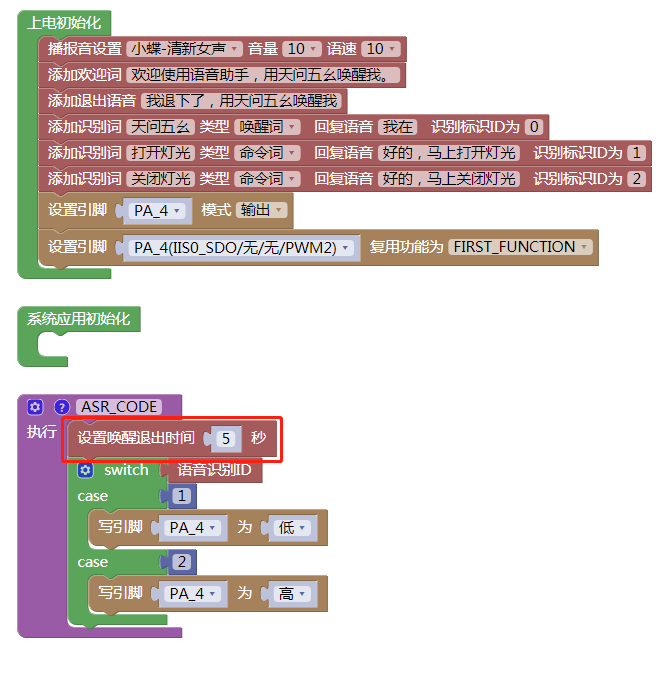 上电初始化
播报音设置 小蝶-清新女声 音量 10 语速 10
添加欢迎词 欢迎使用语音助手，用天问五幺唤醒我。
添加退出语音 我退下了，用天问五幺唤醒我
添加识别词 天问五幺 类型 唤醒词 回复语音 我在 识别标识ID为 0
添加识别词 打开灯光 类型 命令词 回复语音 好的，马上打开灯光 识别标识ID为 1
添加识别词 关闭灯光 类型 命令词 回复语音 好的，马上关闭灯光 识别标识ID为 2
设置引脚 PA_4 模式 输出
设置引脚 PA_4(IIS0_SDO/无/无/PWM2) 复用功能为 FIRST_FUNCTION
系统应用初始化
? ASR_CODE
执行 设置唤醒退出时间 5 秒
switch 语音识别ID
case 1
写引脚 PA_4 为 低
case 2
写引脚 PA_4 为 高